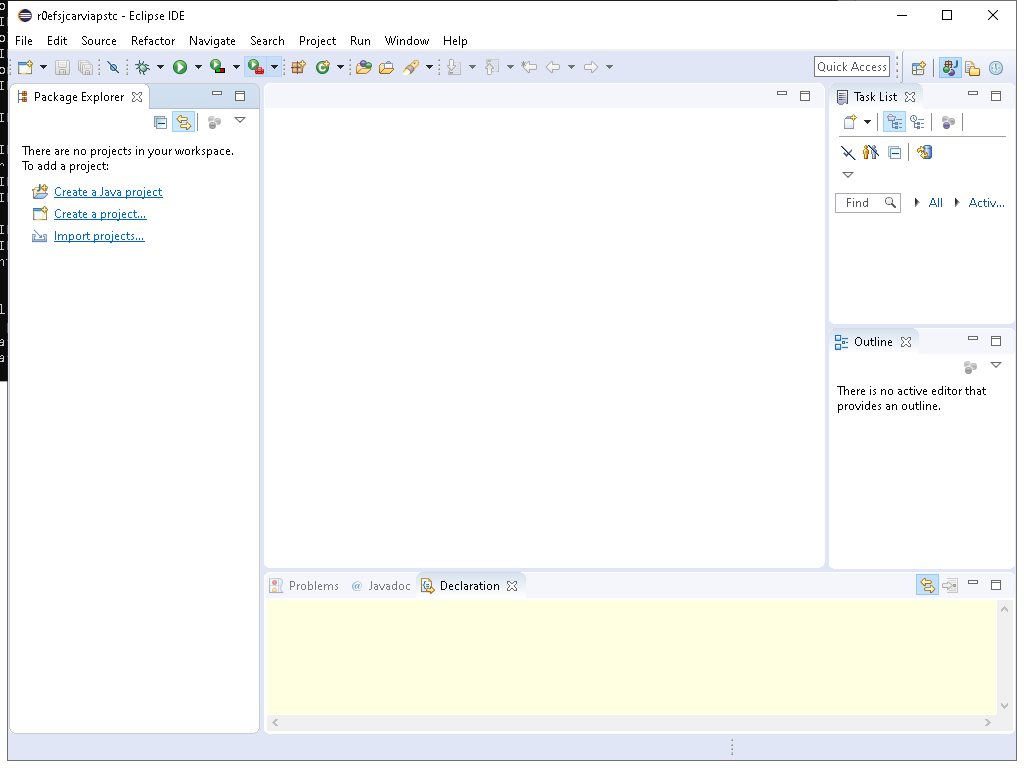 r0efsjcarviapstc - Eclipse IDE
File Edit Source Refactor Navigate Search Project Run Window Help
Quick Access
Package Explorer
There are no projects in your workspace.
To add a project:
Create a Java project
Create a project...
Import projects...
Task List
Find All Activ...
Outline
There is no active editor that
provides an outline.
Problems @ Javadoc Declaration